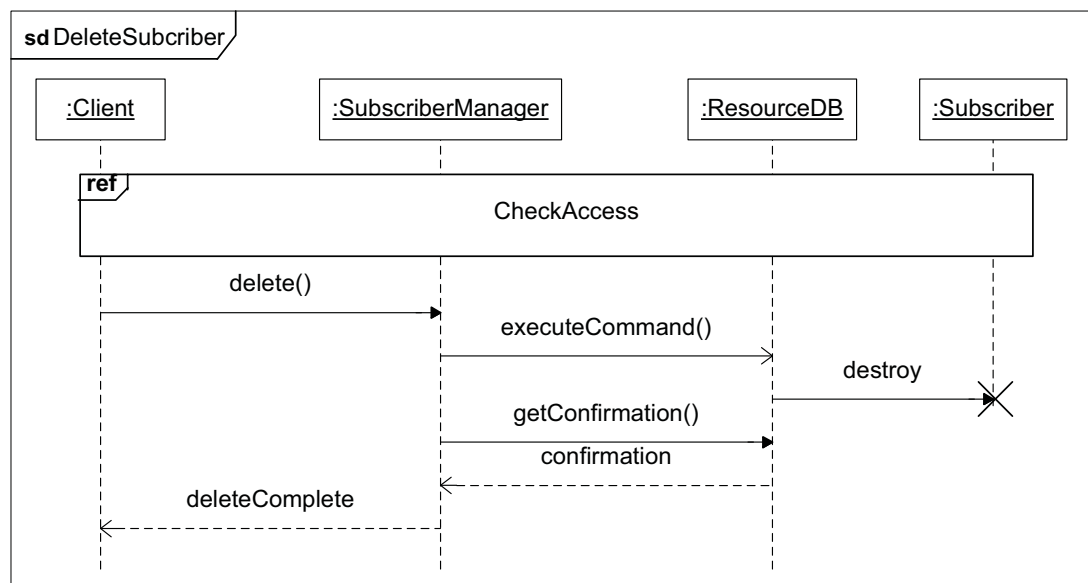 sd DeleteSubcriber
:Client
:SubscriberManager
:ResourceDB
:Subscriber
ref
CheckAccess
delete()
executeCommand()
destroy
getConfirmation()
confirmation
deleteComplete